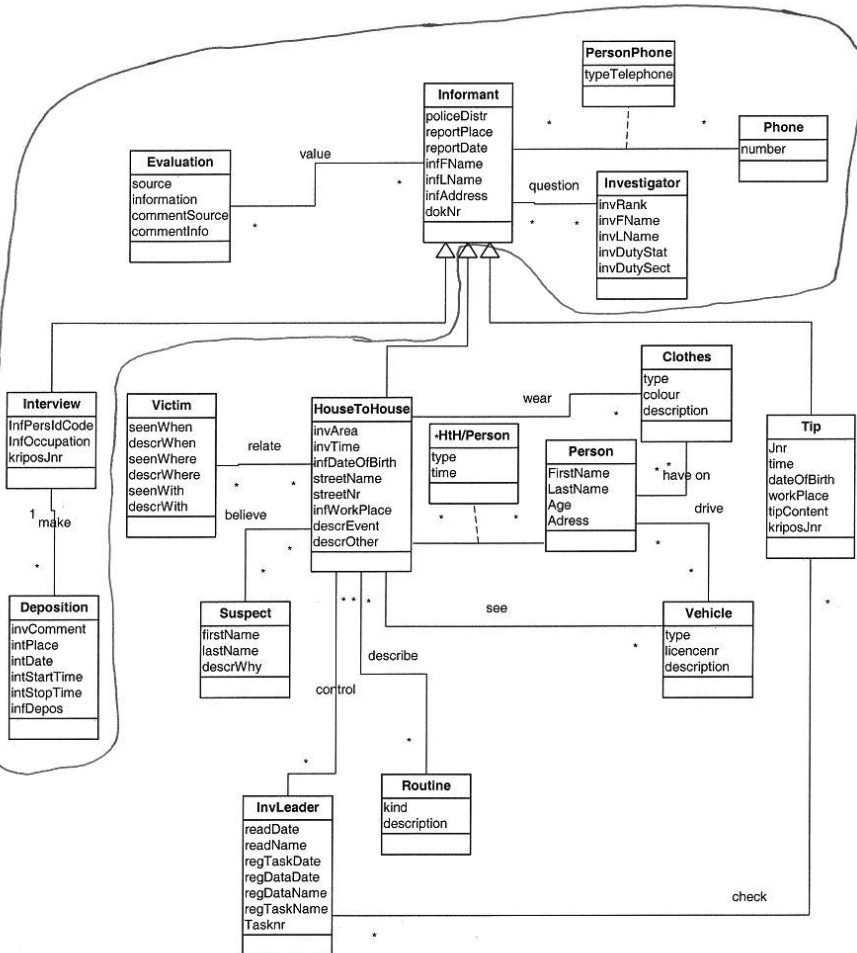 PersonPhone
typeTelephone
Informant
policeDistr
reportPlace
reportDate
infFName
infLName
infAddress
dokNr
*
*
Phone
number
Evaluation
source
information
commentSource
commentInfo
value
*
*
question
*
*
Investigator
invRank
invFName
invLName
invDutyStat
invDutySect
Interview
InfPersIdCode
InfOccupation
kriposJnr
Victim
seenWhen
descrWhen
seenWhere
descrWhere
seenWith
descrWith
relate
*
*
HouseToHouse
invArea
invTime
infDateOfBirth
streetName
streetNr
infWorkPlace
descrEvent
descrOther
wear
*
Clothes
type
colour
description
*HtH/Person
type
time
*
*
Person
FirstName
LastName
Age
Adress
*
*
have on
drive
*
*
Tip
Jnr
time
dateOfBirth
workPlace
tipContent
kriposJnr
1
make
*
believe
*
*
Deposition
invComment
intPlace
intDate
intStartTime
intStopTime
infDepos
Suspect
firstName
lastName
descrWhy
* * *
see
*
Vehicle
type
licencenr
description
*
describe
control
*
*
InvLeader
readDate
readName
regTaskDate
regDataDate
regDataName
regTaskName
Tasknr
Routine
kind
description
check
*